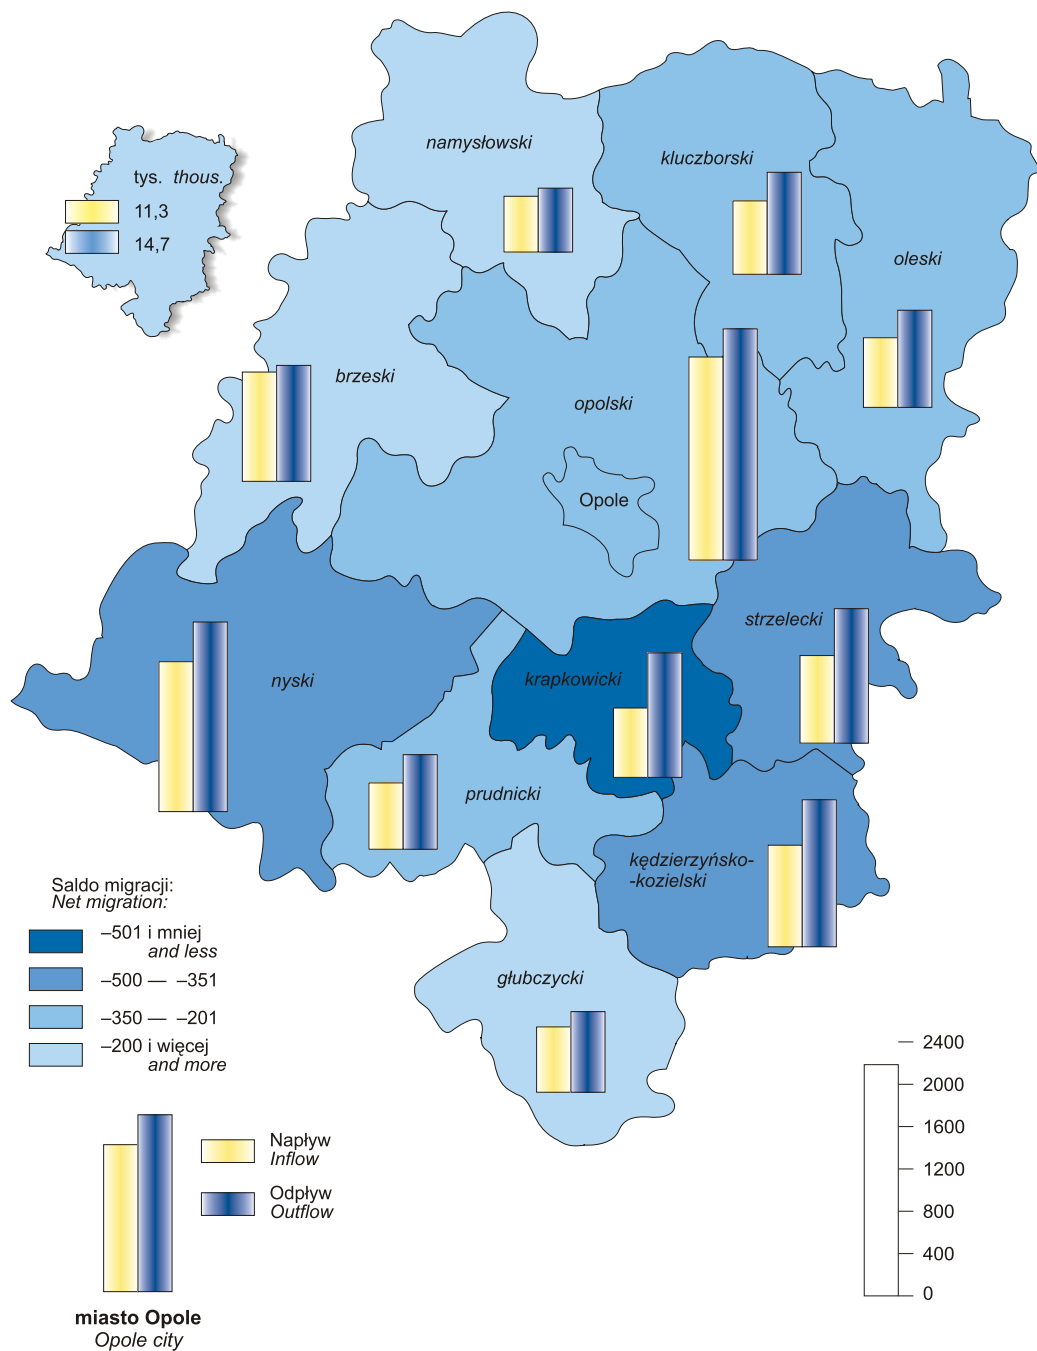 namysłowski
kluczborski
tys. thous.
11,3
14,7
oleski
brzeski
opolski
Opole
strzelecki
nyski
krapkowicki
prudnicki
kędzierzyńsko-
-kozielski
głubczycki
Saldo migracji:
Net migration:
–501 i mniej
and less
–500 — –351
–350 — –201
–200 i więcej
and more
2400
2000
1600
1200
800
400
0
Napływ
Inflow
Odpływ
Outflow
miasto Opole
Opole city